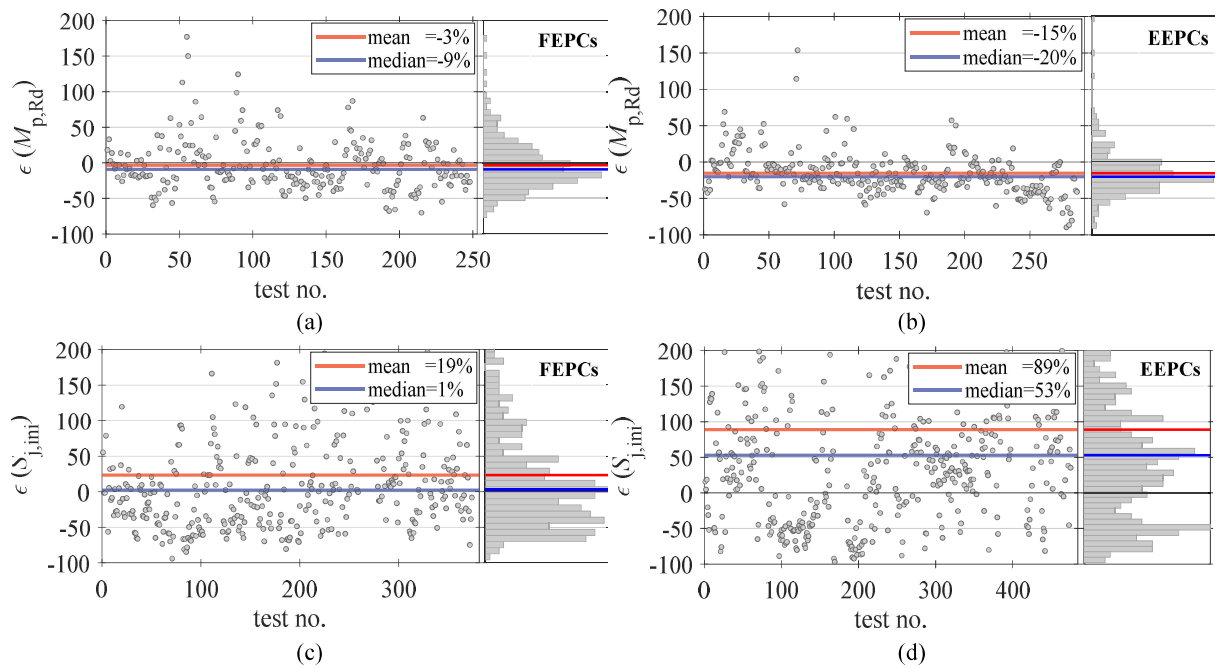 200
150
100
50
0
-50
-100
ϵ (M_p,Rd)
mean =-3%
median=-9%
FEPCs
0 50 100 150 200 250
test no.
(a)
200
150
100
50
0
-50
-100
ϵ (M_p,Rd)
mean =-15%
median=-20%
EEPCs
0 50 100 150 200 250
test no.
(b)
200
150
100
50
0
-50
-100
ϵ (S_j,ini)
mean =19%
median=1%
FEPCs
0 100 200 300
test no.
(c)
200
150
100
50
0
-50
-100
ϵ (S_j,ini)
mean =89%
median=53%
EEPCs
0 100 200 300 400
test no.
(d)